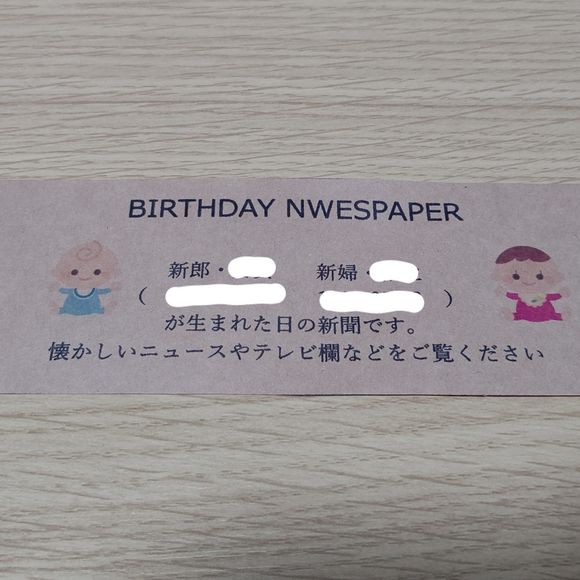 BIRTHDAY NWESPAPER
新郎・ 新婦・
( )
が生まれた日の新聞です。
懐かしいニュースやテレビ欄などをご覧ください